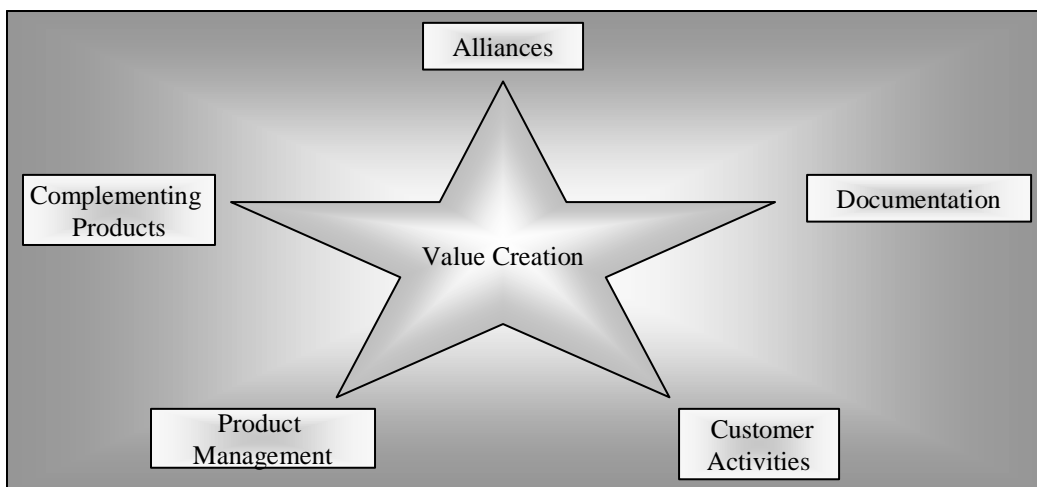 Alliances
Complementing
Products
Documentation
Value Creation
Product
Management
Customer
Activities